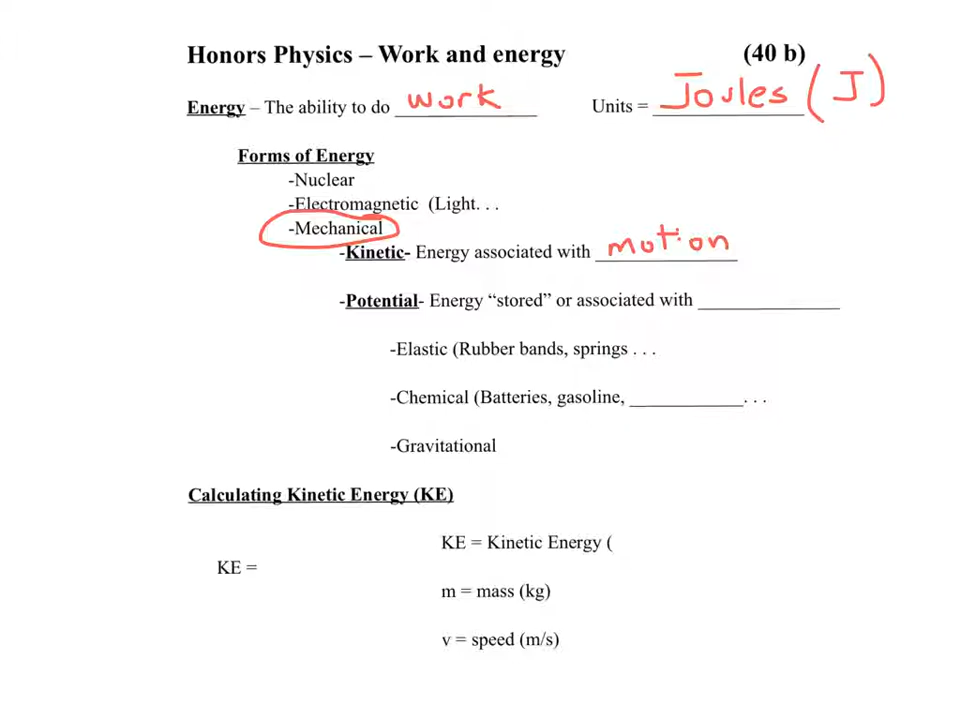 Honors Physics – Work and energy (40 b)
Energy – The ability to do work Units = Joules (J)
Forms of Energy
-Nuclear
-Electromagnetic (Light. . .
-Mechanical
-Kinetic- Energy associated with motion
-Potential- Energy “stored” or associated with ______________
-Elastic (Rubber bands, springs . . .
-Chemical (Batteries, gasoline, ___________. . .
-Gravitational
Calculating Kinetic Energy (KE)
KE = Kinetic Energy (
KE =
m = mass (kg)
v = speed (m/s)